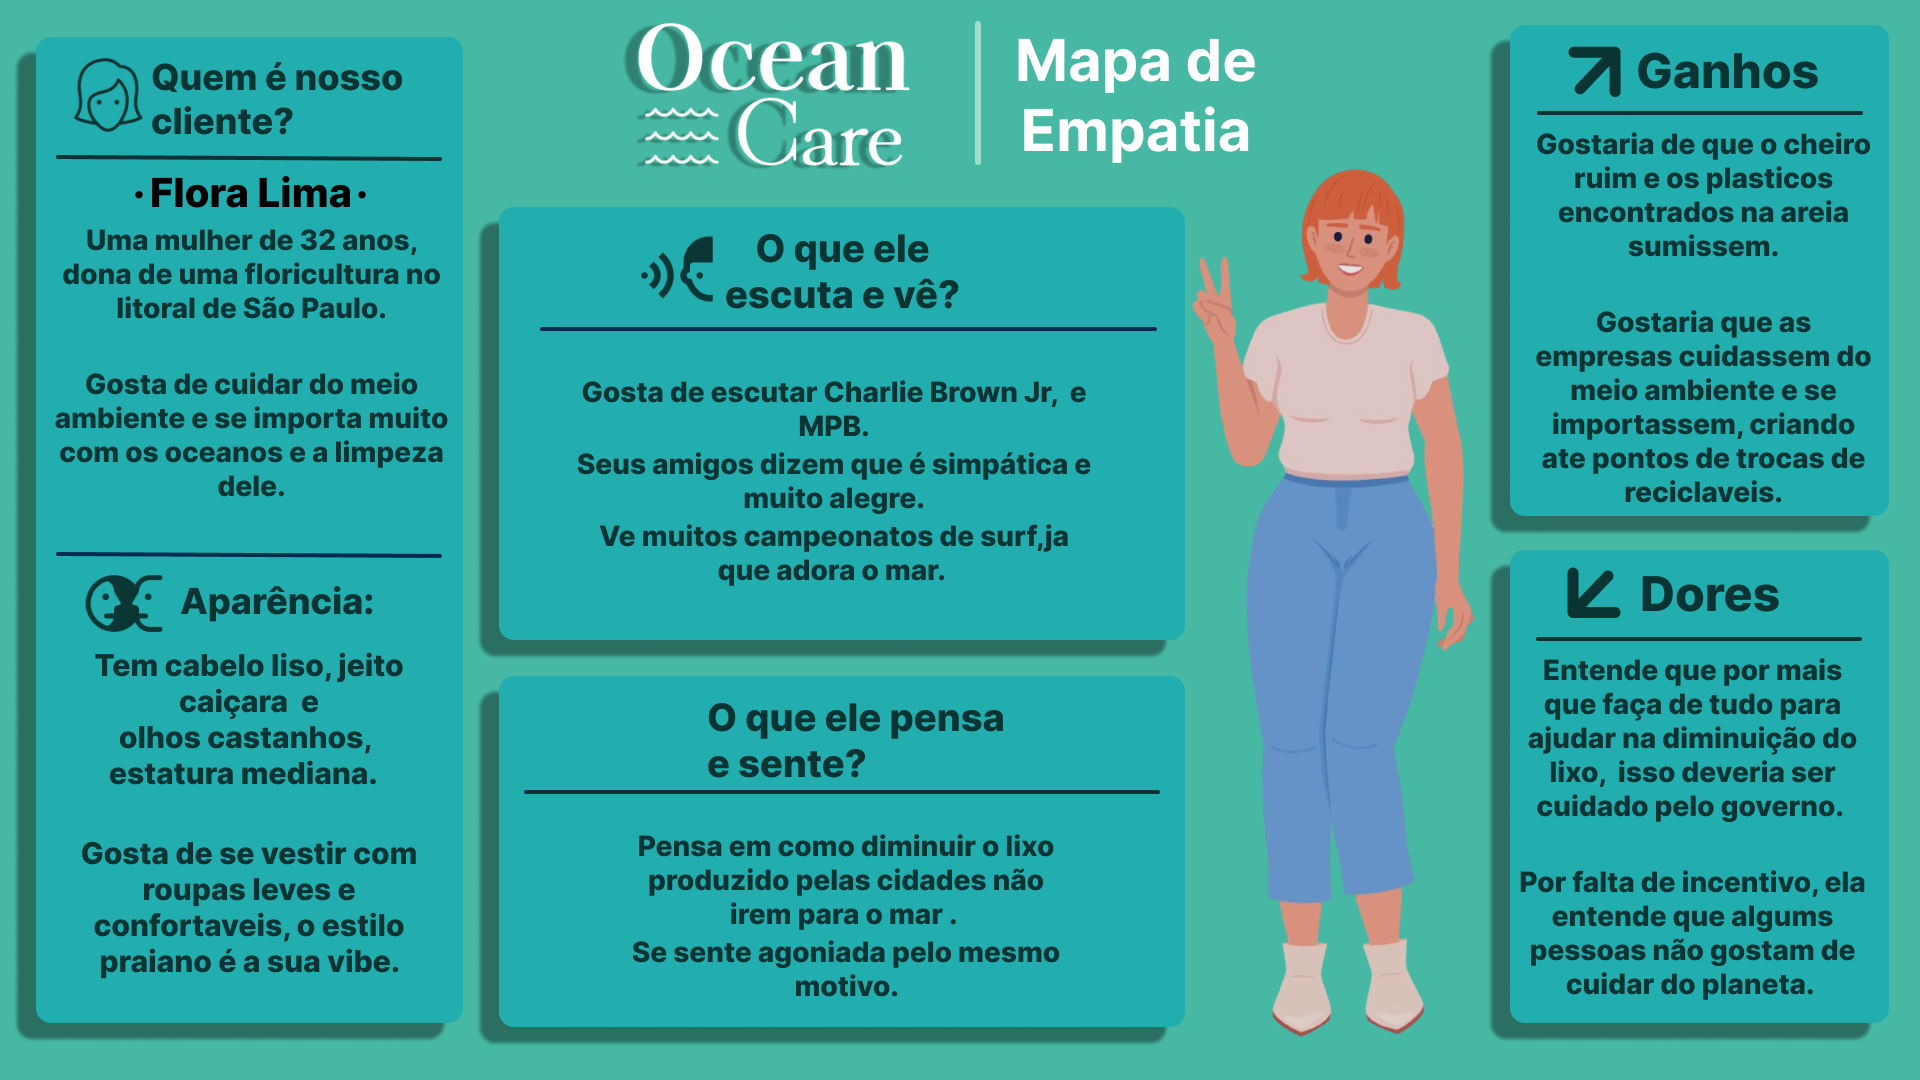 Ocean
Care
Mapa de
Empatia
Quem é nosso
cliente?
· Flora Lima ·
Uma mulher de 32 anos,
dona de uma floricultura no
litoral de São Paulo.
Gosta de cuidar do meio
ambiente e se importa muito
com os oceanos e a limpeza
dele.
Aparência:
Tem cabelo liso, jeito
caiçara  e
olhos castanhos,
estatura mediana.
Gosta de se vestir com
roupas leves e
confortaveis, o estilo
praiano é a sua vibe.
O que ele
escuta e vê?
Gosta de escutar Charlie Brown Jr,  e
MPB.
Seus amigos dizem que é simpática e
muito alegre.
Ve muitos campeonatos de surf,ja
que adora o mar.
O que ele pensa
e sente?
Pensa em como diminuir o lixo
produzido pelas cidades não
irem para o mar .
Se sente agoniada pelo mesmo
motivo.
Ganhos
Gostaria de que o cheiro
ruim e os plasticos
encontrados na areia
sumissem.
Gostaria que as
empresas cuidassem do
meio ambiente e se
importassem, criando
ate pontos de trocas de
reciclaveis.
Dores
Entende que por mais
que faça de tudo para
ajudar na diminuição do
lixo,  isso deveria ser
cuidado pelo governo.
Por falta de incentivo, ela
entende que algums
pessoas não gostam de
cuidar do planeta.